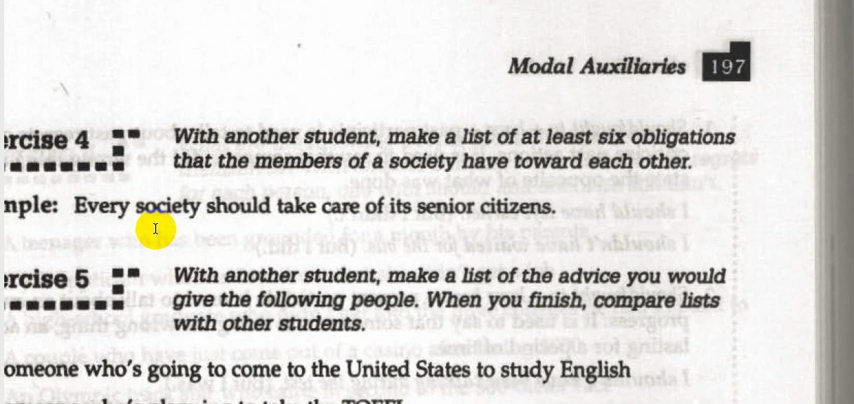 Modal Auxiliaries 197
rcise 4 With another student, make a list of at least six obligations
that the members of a society have toward each other.
mple: Every society should take care of its senior citizens.
rcise 5 With another student, make a list of the advice you would
give the following people. When you finish, compare lists
with other students.
omeone who's going to come to the United States to study English